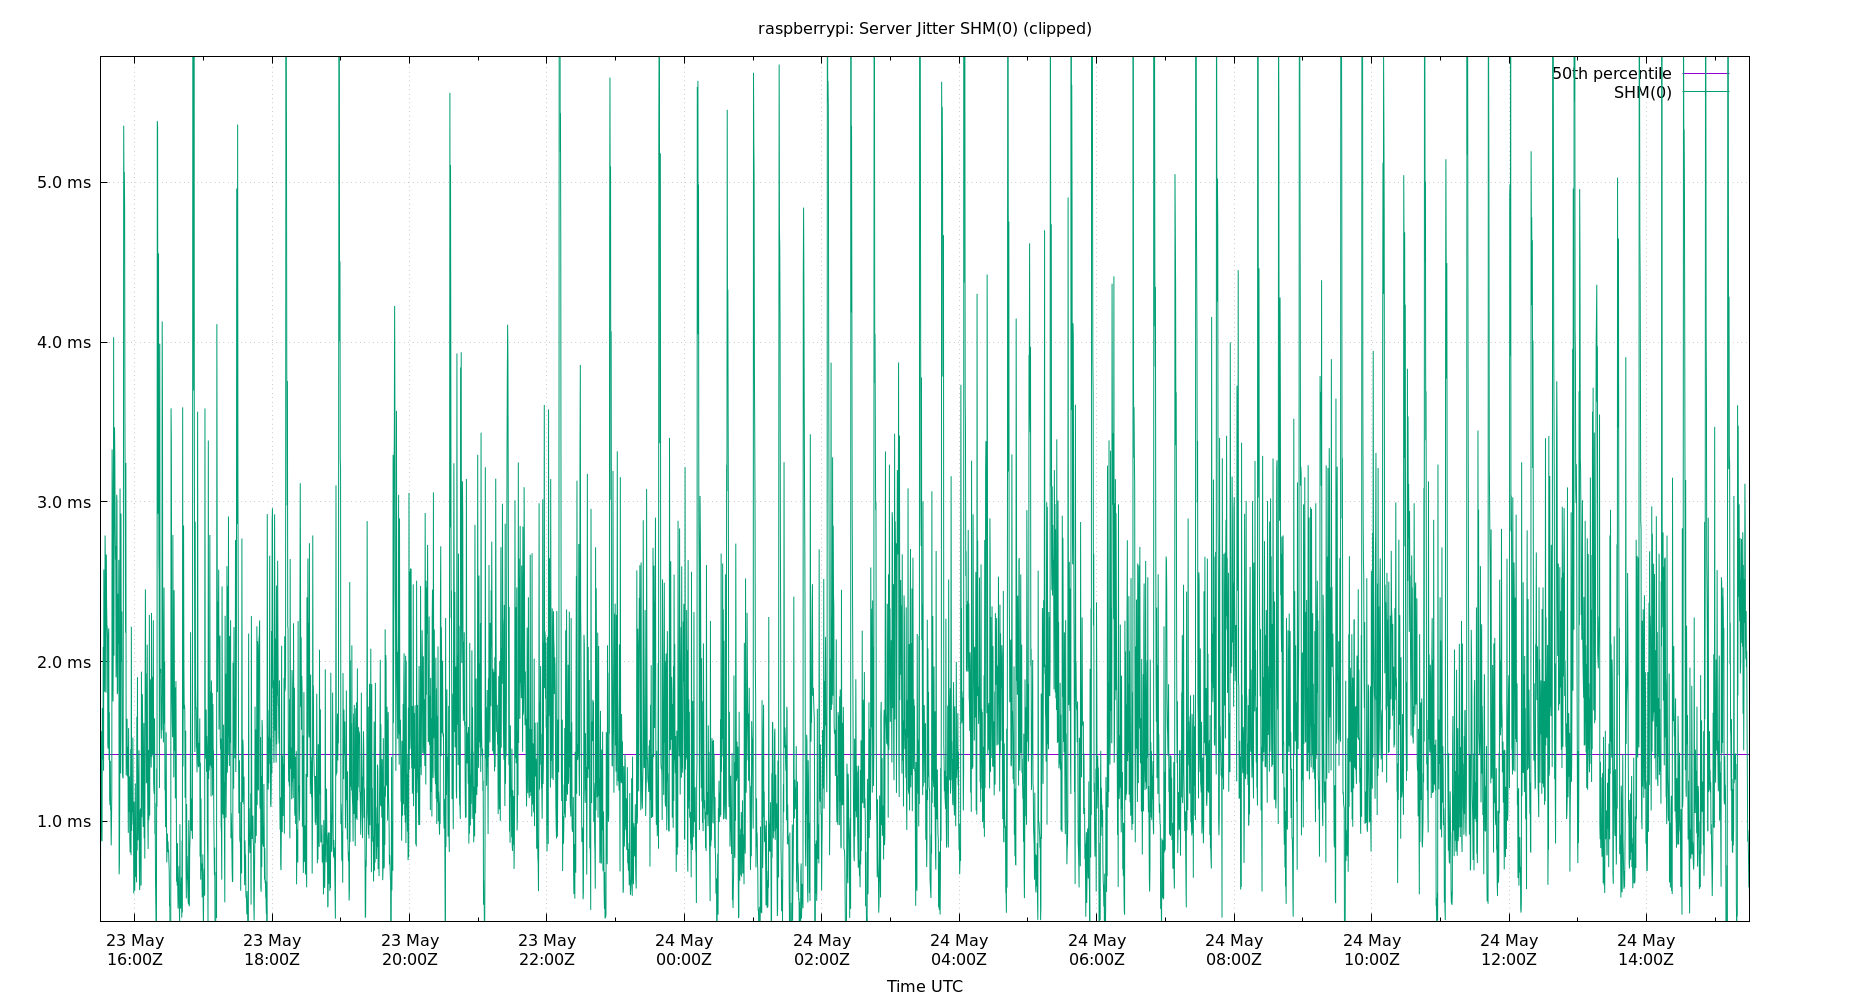 raspberrypi: Server Jitter SHM(0) (clipped)
50th percentile
SHM(0)
5.0 ms
4.0 ms
3.0 ms
2.0 ms
1.0 ms
23 May 23 May 23 May 23 May 24 May 24 May 24 May 24 May 24 May 24 May 24 May 24 May
16:00Z 18:00Z 20:00Z 22:00Z 00:00Z 02:00Z 04:00Z 06:00Z 08:00Z 10:00Z 12:00Z 14:00Z
Time UTC